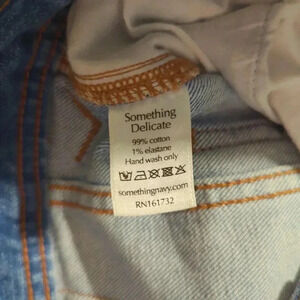 Something
Delicate
99% cotton
1% elastane
Hand wash only
somethingnavy.com
RN161732